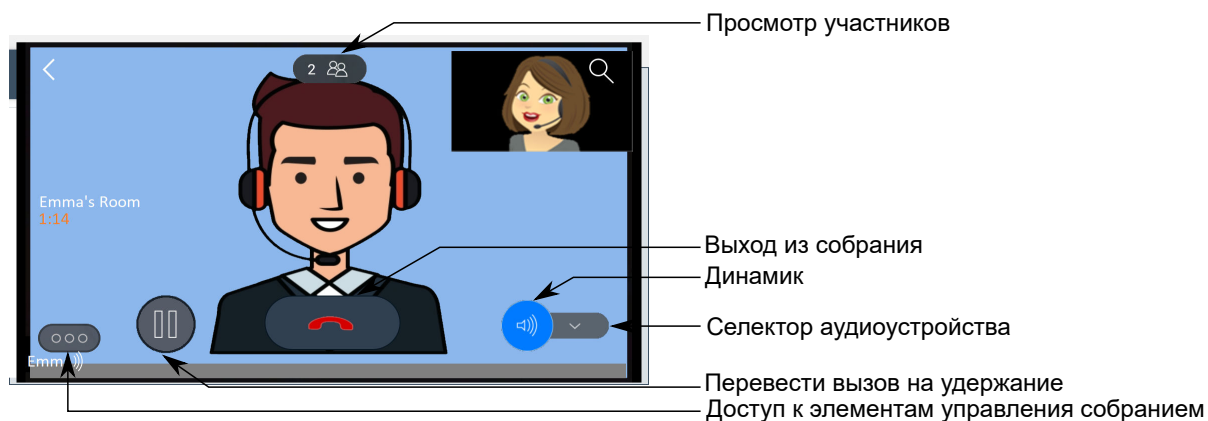 Просмотр участников
2
Emma's Room
1:14
Выход из собрания
Динамик
Селектор аудиоустройства
Emm
Перевести вызов на удержание
Доступ к элементам управления собранием